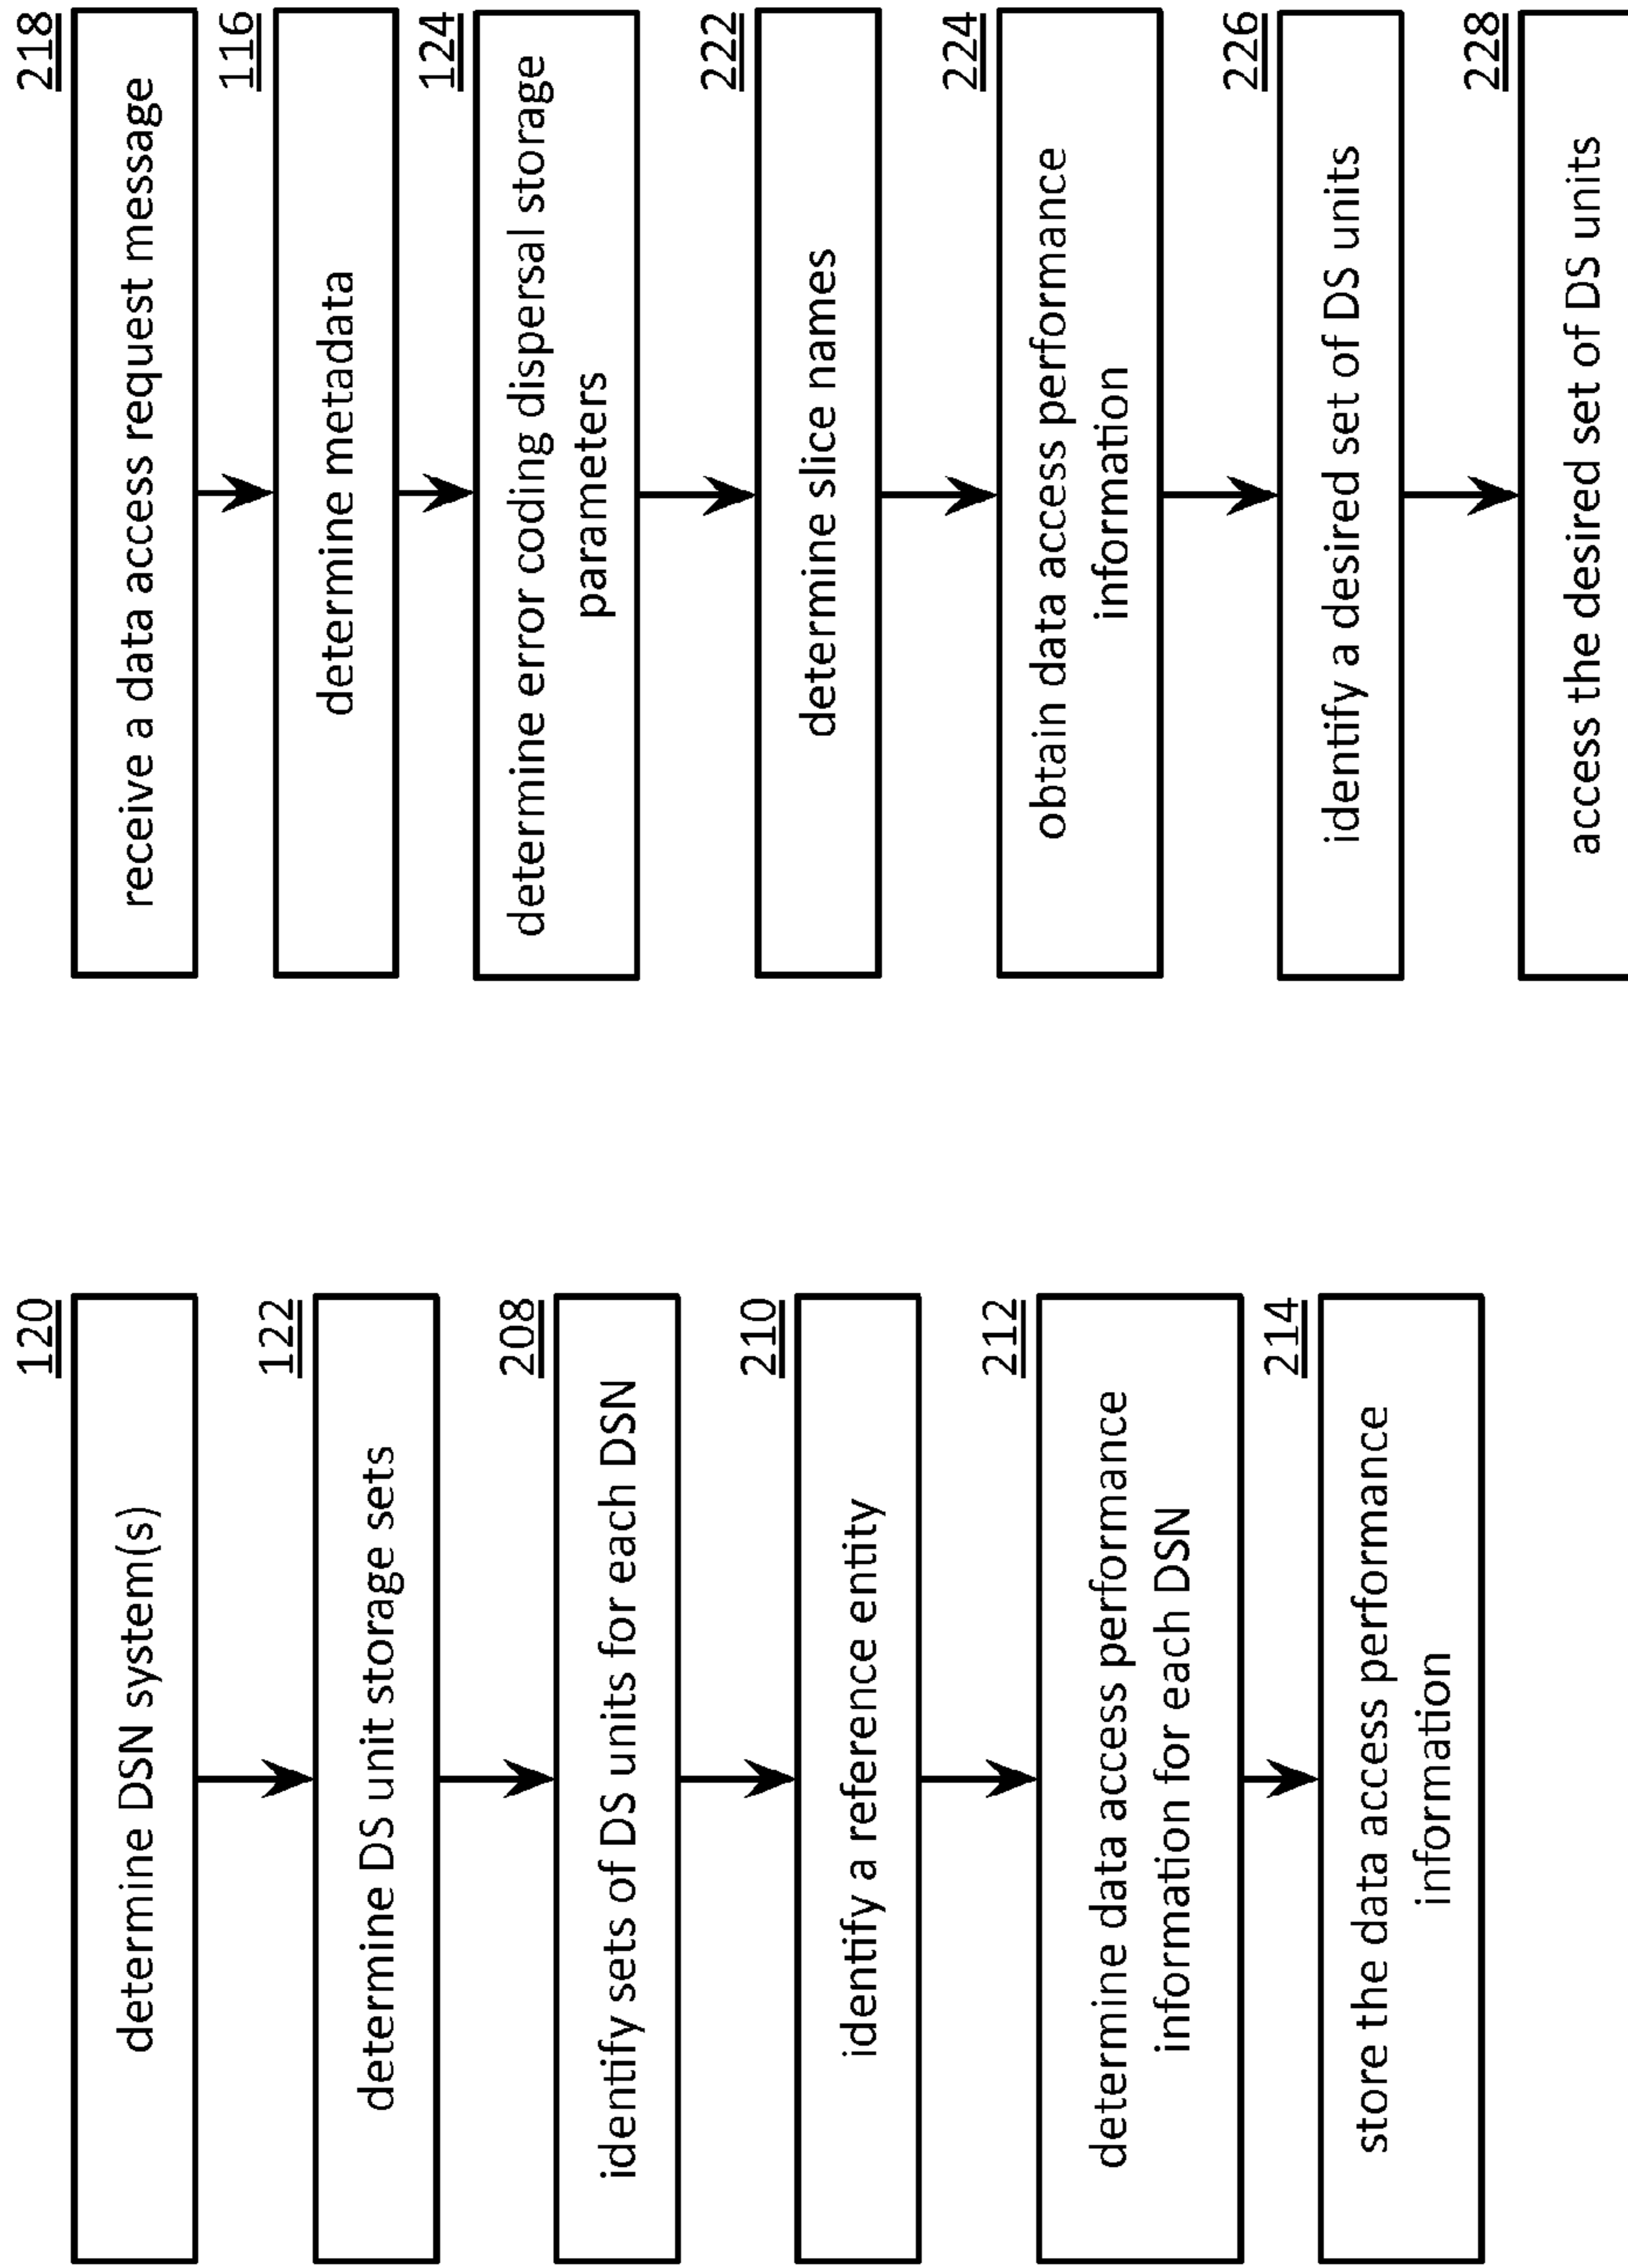 120
determine DSN system(s)
122
determine DS unit storage sets
208
identify sets of DS units for each DSN
210
identify a reference entity
212
determine data access performance
information for each DSN
214
store the data access performance
information
218
receive a data access request message
116
determine metadata
124
determine error coding dispersal storage
parameters
222
determine slice names
224
obtain data access performance
information
226
identify a desired set of DS units
228
access the desired set of DS units